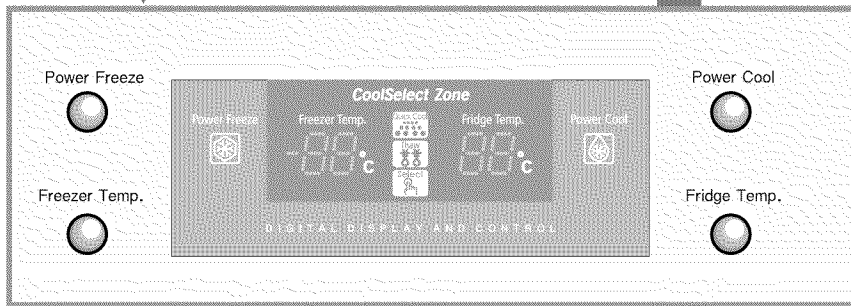 Power Freeze
Power Cool
CoolSelect Zone
Power Freeze
Freezer Temp.
Quick Cool
Fridge Temp.
Power Cool
-88°C
Thaw
88°C
Select
Freezer Temp.
Fridge Temp.
DIGITAL DISPLAY AND CONTROL